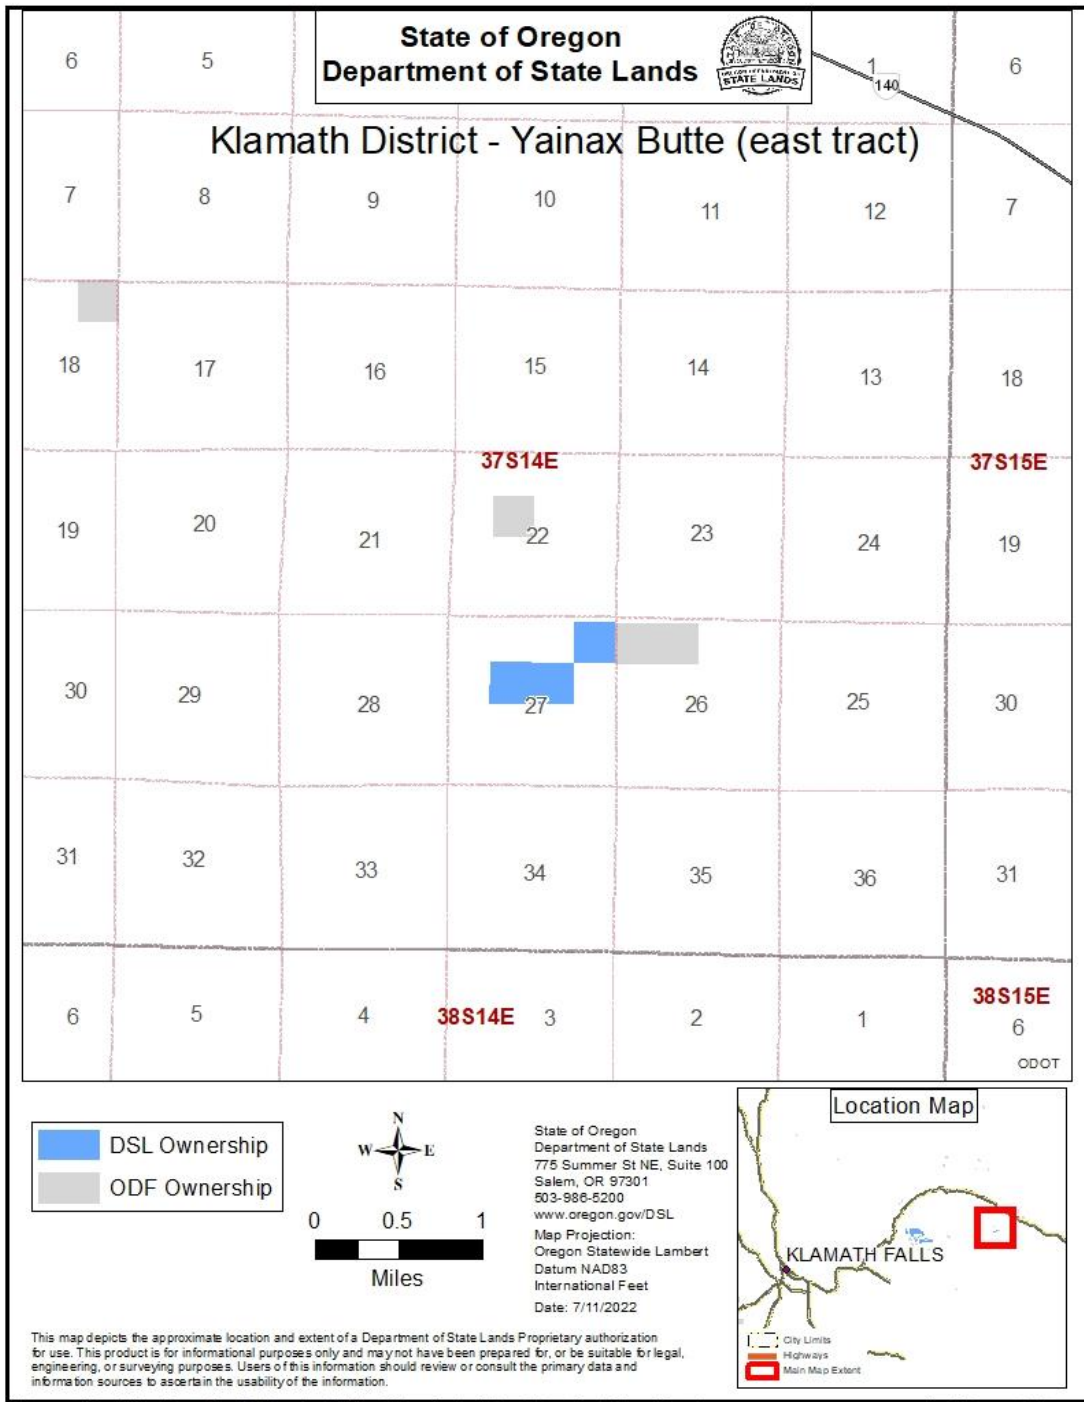 State of Oregon
Department of State Lands
STATE LANDS
6 5 1 6
140
Klamath District - Yainax Butte (east tract)
7 8 9 10 11 12 7
18 17 16 15 14 13 18
37S14E 37S15E
19 20 21 22 23 24 19
30 29 28 27 26 25 30
31 32 33 34 35 36 31
38S15E
6 5 4 38S14E 3 2 1 6
ODOT
DSL Ownership
ODF Ownership
N
W E
S
0 0.5 1
Miles
State of Oregon
Department of State Lands
775 Summer St NE, Suite 100
Salem, OR 97301
503-986-5200
www.oregon.gov/DSL
Map Projection:
Oregon Statewide Lambert
Datum NAD83
International Feet
Date: 7/11/2022
Location Map
KLAMATH FALLS
City Limits
Highways
Main Map Extent
This map depicts the approximate location and extent of a Department of State Lands Proprietary authorization
for use. This product is for informational purposes only and may not have been prepared for, or be suitable for legal,
engineering, or surveying purposes. Users of this information should review or consult the primary data and
information sources to ascertain the usability of the information.